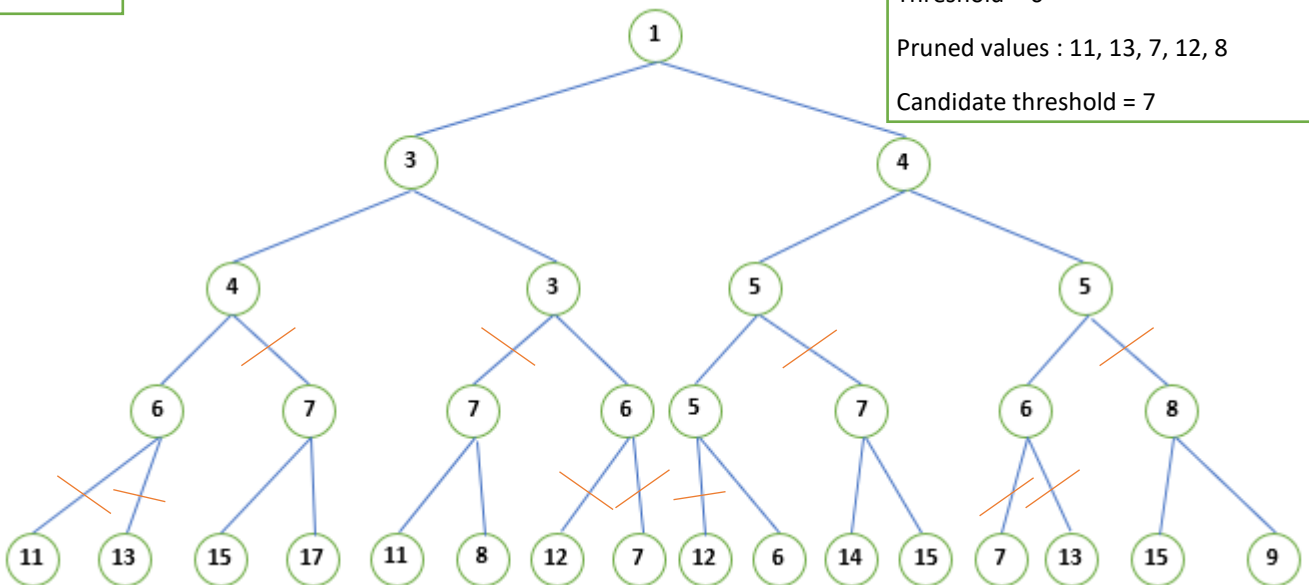 Threshold = 6
1
Pruned values : 11, 13, 7, 12, 8
Candidate threshold = 7
3 4
4 3 5 5
6 7 7 6 5 7 6 8
11 13 15 17 11 8 12 7 12 6 14 15 7 13 15 9